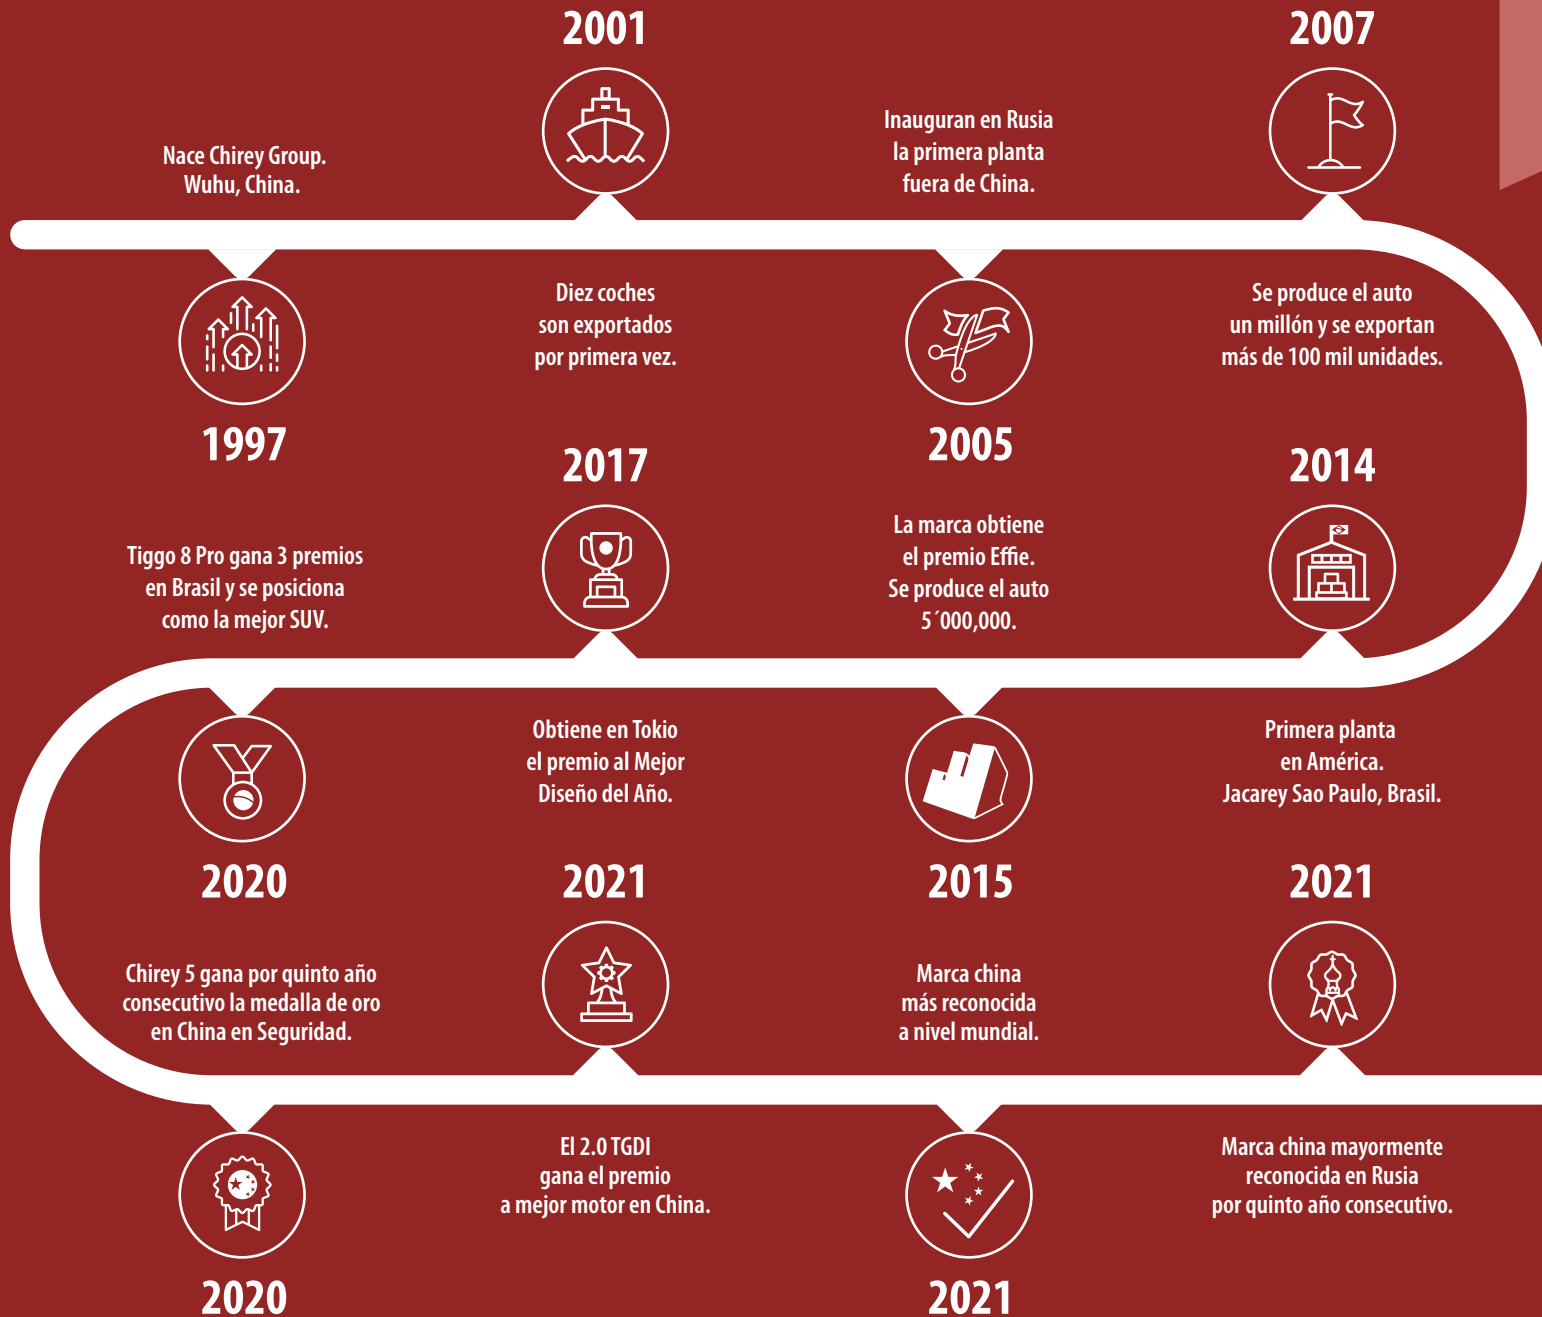 Nace Chirey Group.
Wuhu, China.
1997
2001
Diez coches
son exportados
por primera vez.
Inauguran en Rusia
la primera planta
fuera de China.
2005
2007
Se produce el auto
un millón y se exportan
más de 100 mil unidades.
2014
Primera planta
en América.
Jacarey Sao Paulo, Brasil.
La marca obtiene
el premio Effie.
Se produce el auto
5´000,000.
2015
2017
Obtiene en Tokio
el premio al Mejor
Diseño del Año.
Tiggo 8 Pro gana 3 premios
en Brasil y se posiciona
como la mejor SUV.
2020
Chirey 5 gana por quinto año
consecutivo la medalla de oro
en China en Seguridad.
2020
2021
El 2.0 TGDI
gana el premio
a mejor motor en China.
Marca china
más reconocida
a nivel mundial.
2021
2021
Marca china mayormente
reconocida en Rusia
por quinto año consecutivo.